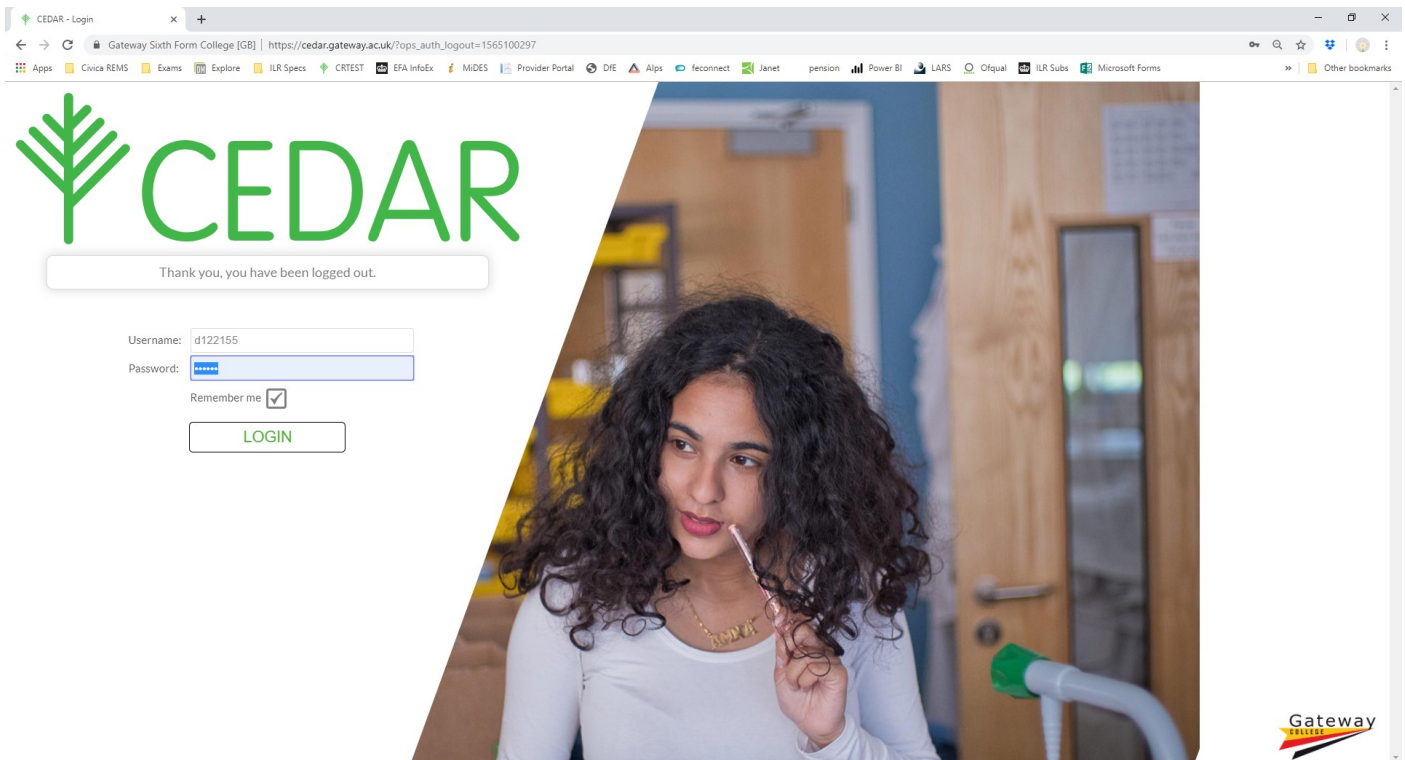 CEDAR - Login
Gateway Sixth Form College [GB] | https://cedar.gateway.ac.uk/?ops_auth_logout=1565100297
Apps Civica REMS Exams Explore ILR Specs CRTEST EFA InfoEx MiDES Provider Portal DfE Alps feconnect Janet pension Power BI LARS Ofqual ILR Subs Microsoft Forms » Other bookmarks
CEDAR
Thank you, you have been logged out.
Username: d122155
Password: ••••••
Remember me
LOGIN
Gateway
COLLEGE